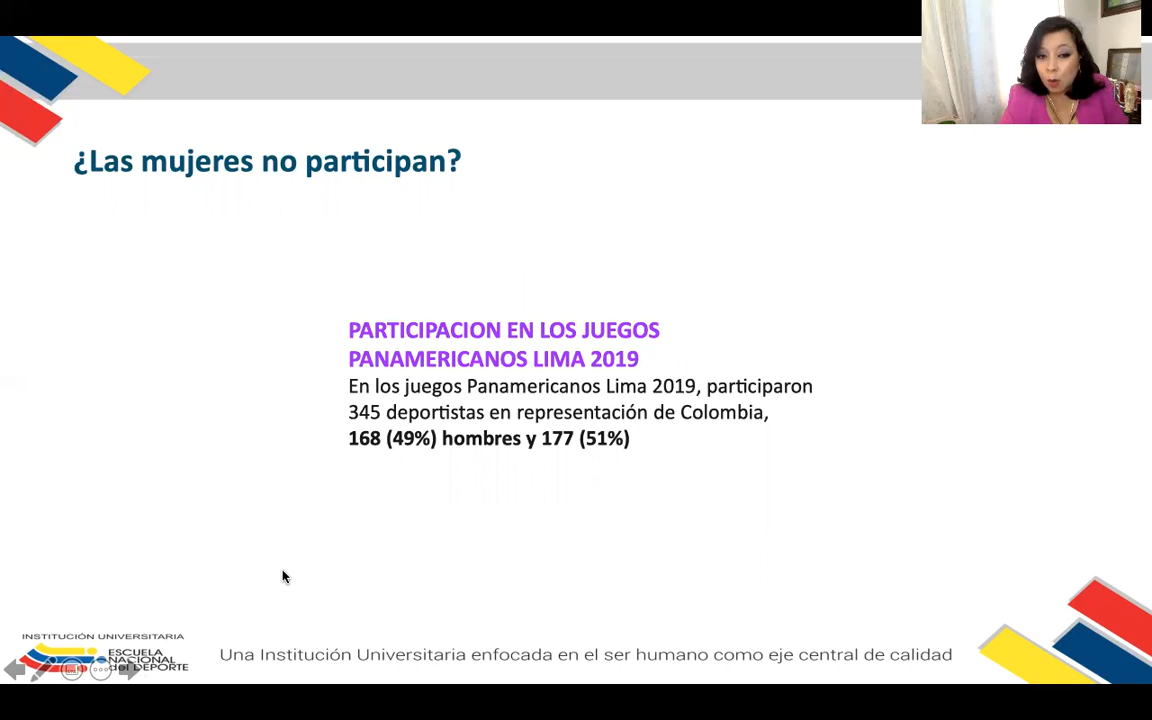 ¿Las mujeres no participan?
PARTICIPACION EN LOS JUEGOS
PANAMERICANOS LIMA 2019
En los juegos Panamericanos Lima 2019, participaron
345 deportistas en representación de Colombia,
168 (49%) hombres y 177 (51%)
INSTITUCIÓN UNIVERSITARIA
ESCUELA
NACIONAL
del DEPORTE
Una Institución Universitaria enfocada en el ser humano como eje central de calidad